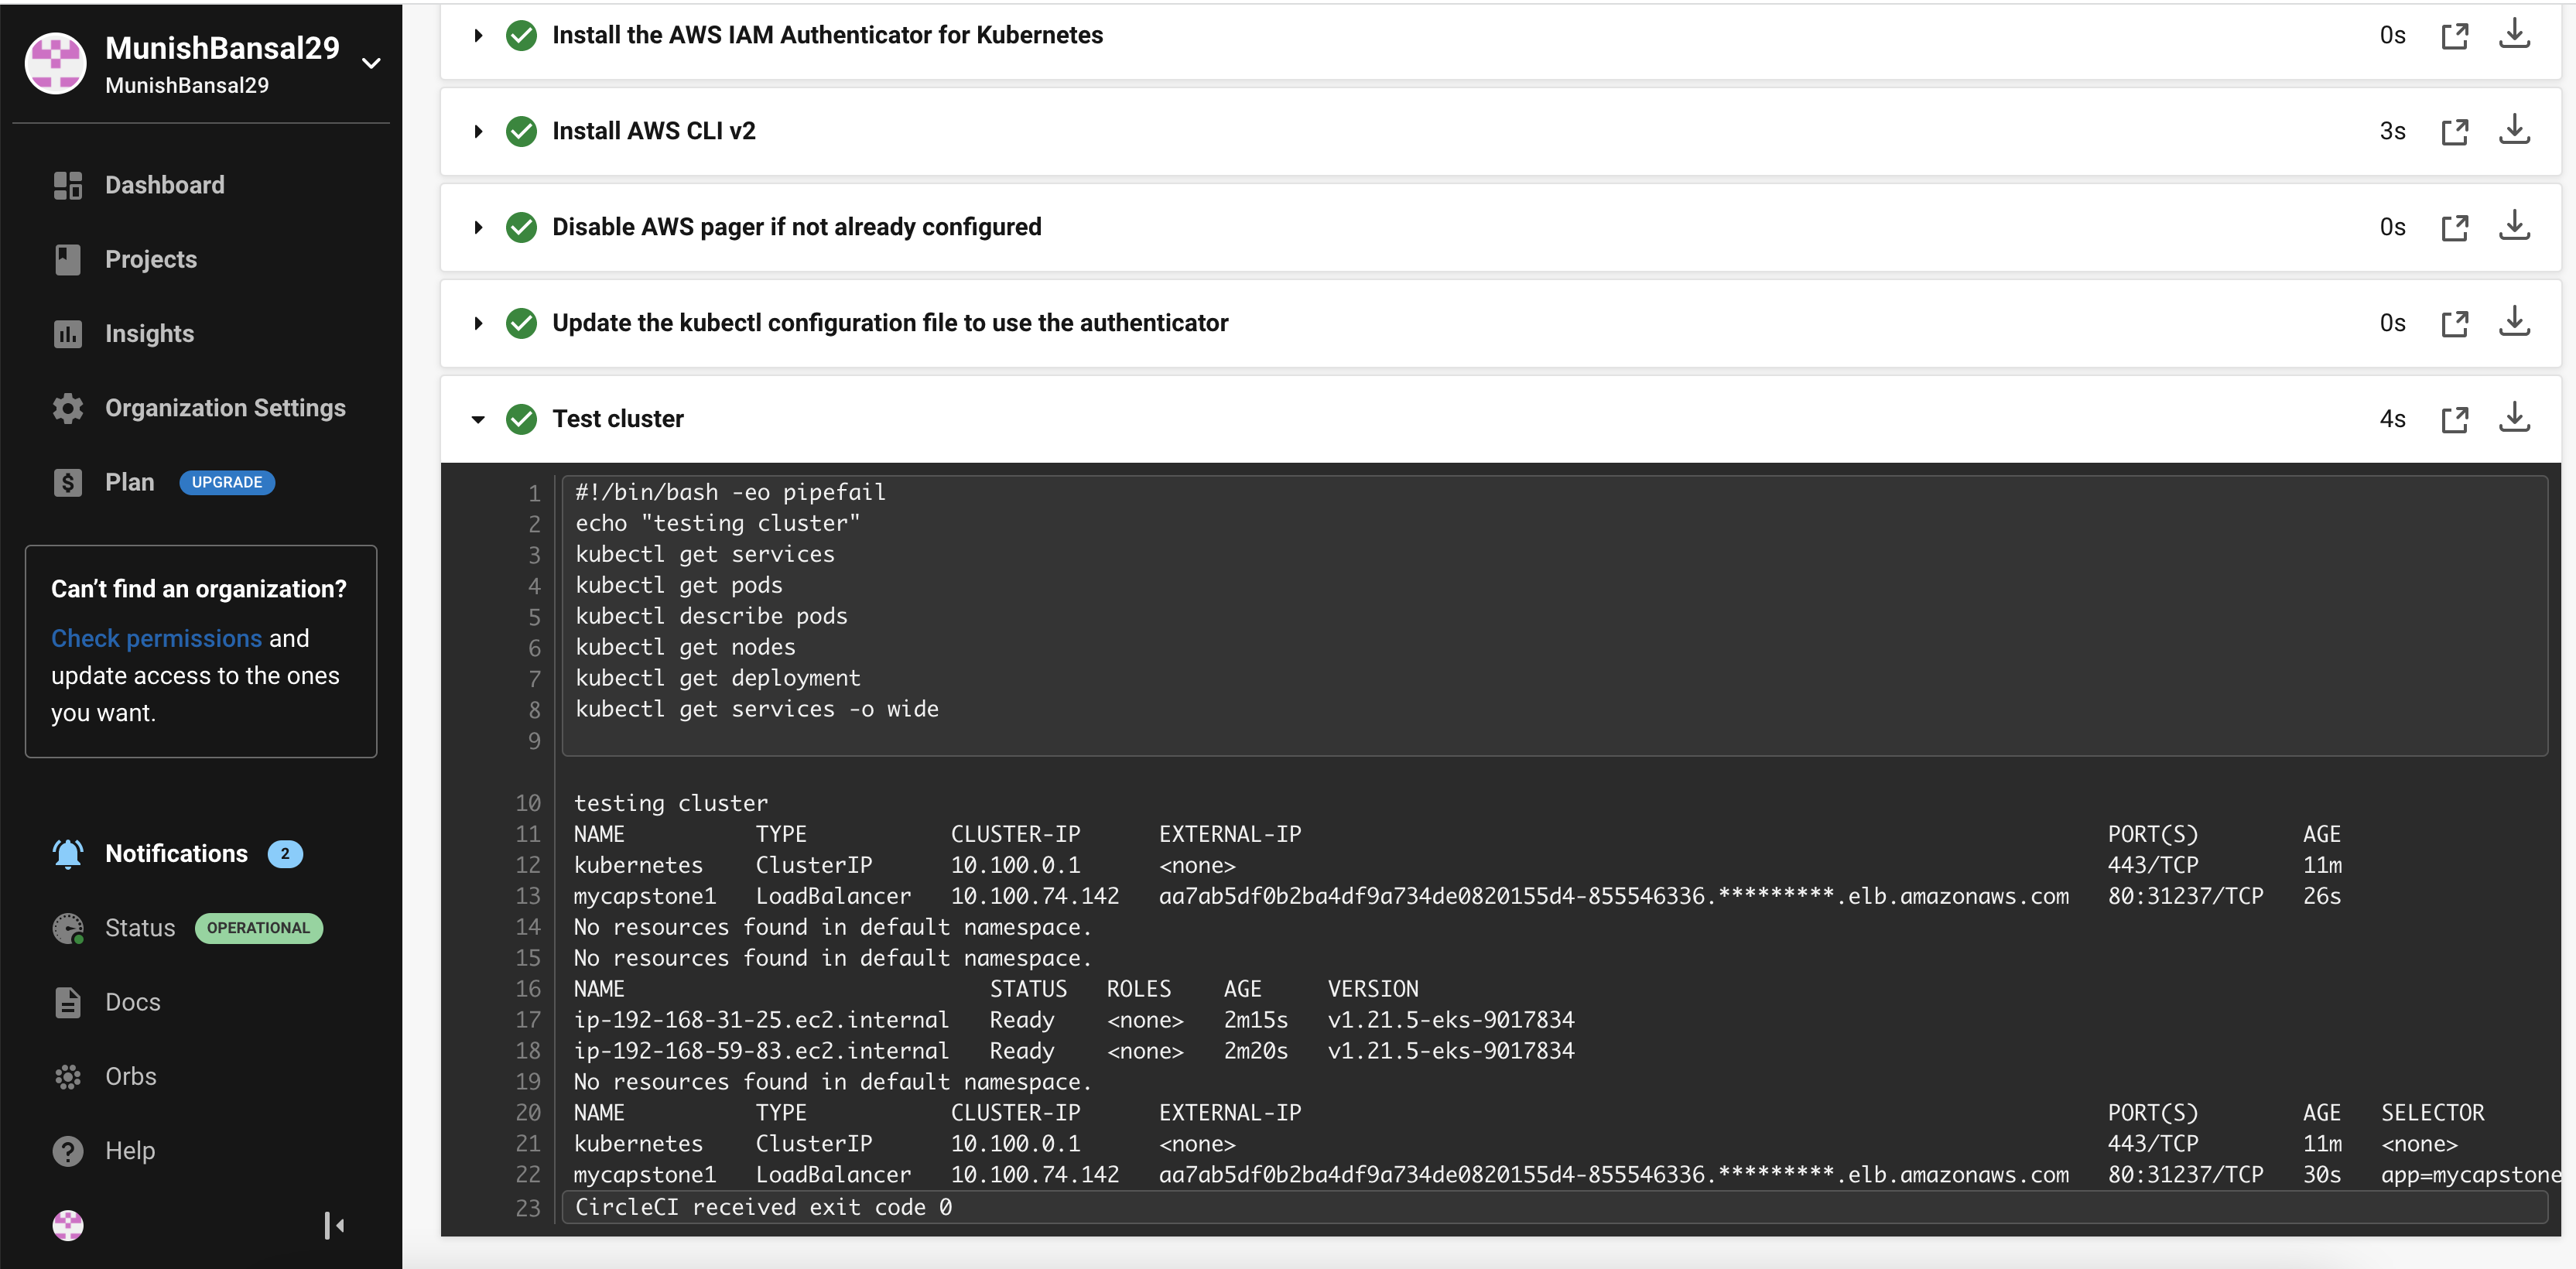 MunishBansal29
MunishBansal29
Dashboard
Projects
Insights
Organization Settings
Plan UPGRADE
Can’t find an organization?
Check permissions and
update access to the ones
you want.
Notifications 2
Status OPERATIONAL
Docs
Orbs
Help
Install the AWS IAM Authenticator for Kubernetes 0s
Install AWS CLI v2 3s
Disable AWS pager if not already configured 0s
Update the kubectl configuration file to use the authenticator 0s
Test cluster 4s
1 #!/bin/bash -eo pipefail
2 echo "testing cluster"
3 kubectl get services
4 kubectl get pods
5 kubectl describe pods
6 kubectl get nodes
7 kubectl get deployment
8 kubectl get services -o wide
9
10 testing cluster
11 NAME TYPE CLUSTER-IP EXTERNAL-IP PORT(S) AGE
12 kubernetes ClusterIP 10.100.0.1 <none> 443/TCP 11m
13 mycapstone1 LoadBalancer 10.100.74.142 aa7ab5df0b2ba4df9a734de0820155d4-855546336.*********.elb.amazonaws.com 80:31237/TCP 26s
14 No resources found in default namespace.
15 No resources found in default namespace.
16 NAME STATUS ROLES AGE VERSION
17 ip-192-168-31-25.ec2.internal Ready <none> 2m15s v1.21.5-eks-9017834
18 ip-192-168-59-83.ec2.internal Ready <none> 2m20s v1.21.5-eks-9017834
19 No resources found in default namespace.
20 NAME TYPE CLUSTER-IP EXTERNAL-IP PORT(S) AGE SELECTOR
21 kubernetes ClusterIP 10.100.0.1 <none> 443/TCP 11m <none>
22 mycapstone1 LoadBalancer 10.100.74.142 aa7ab5df0b2ba4df9a734de0820155d4-855546336.*********.elb.amazonaws.com 80:31237/TCP 30s app=mycapstone
23 CircleCI received exit code 0